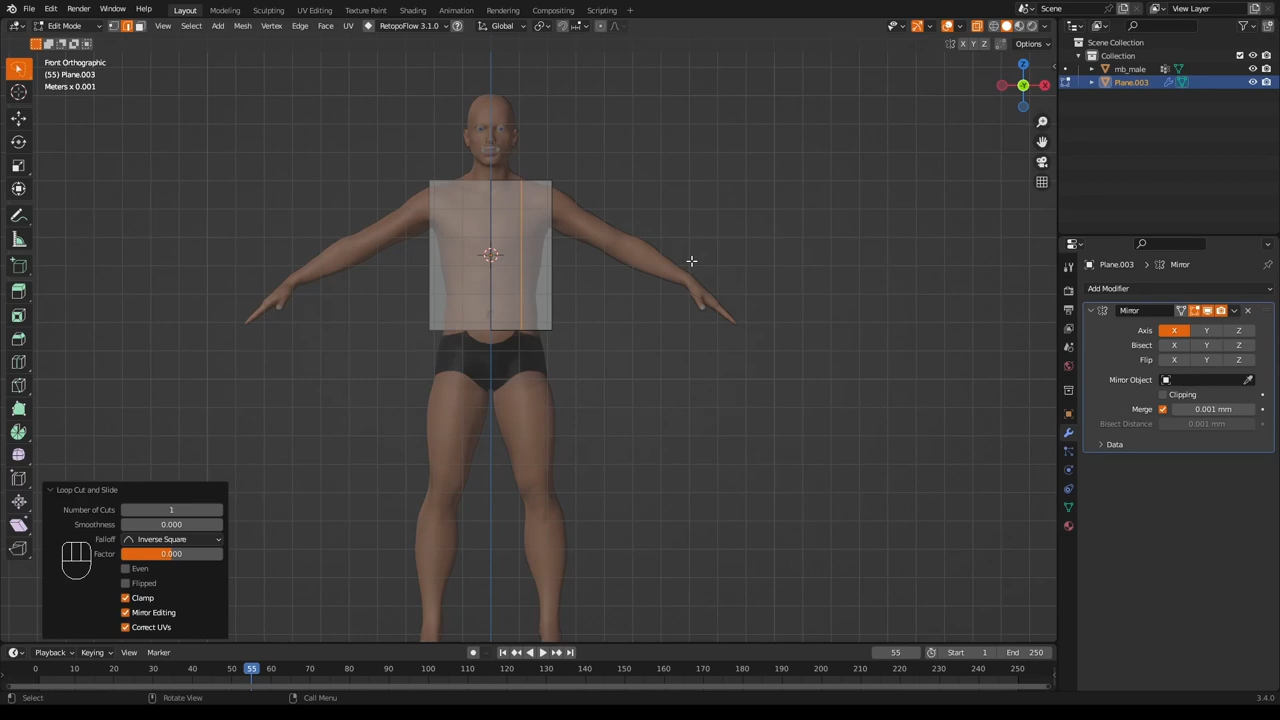 File Edit Render Window Help Layout Modeling Sculpting UV Editing Texture Paint Shading Animation Rendering Compositing Scripting + Scene View Layer
Edit Mode View Select Add Mesh Vertex Edge Face UV RetopoFlow 3.1.0 Global
X Y Z Options
Front Orthographic
(55) Plane.003
Meters x 0.001
Z
X
Y
Scene Collection
Collection
mb_male
Plane.003
Plane.003 > Mirror
Add Modifier
Mirror
Axis X Y Z
Bisect X Y Z
Flip X Y Z
Mirror Object
Clipping
Merge 0.001 mm
Bisect Distance 0.001 mm
Data
Loop Cut and Slide
Number of Cuts 1
Smoothness 0.000
Falloff Inverse Square
Factor 0.000
Even
Flipped
Clamp
Mirror Editing
Correct UVs
Playback Keying View Marker 55 Start 1 End 250
0 10 20 30 40 50 55 60 70 80 90 100 110 120 130 140 150 160 170 180 190 200 210 220 230 240 250
Select Rotate View Call Menu 3.4.0